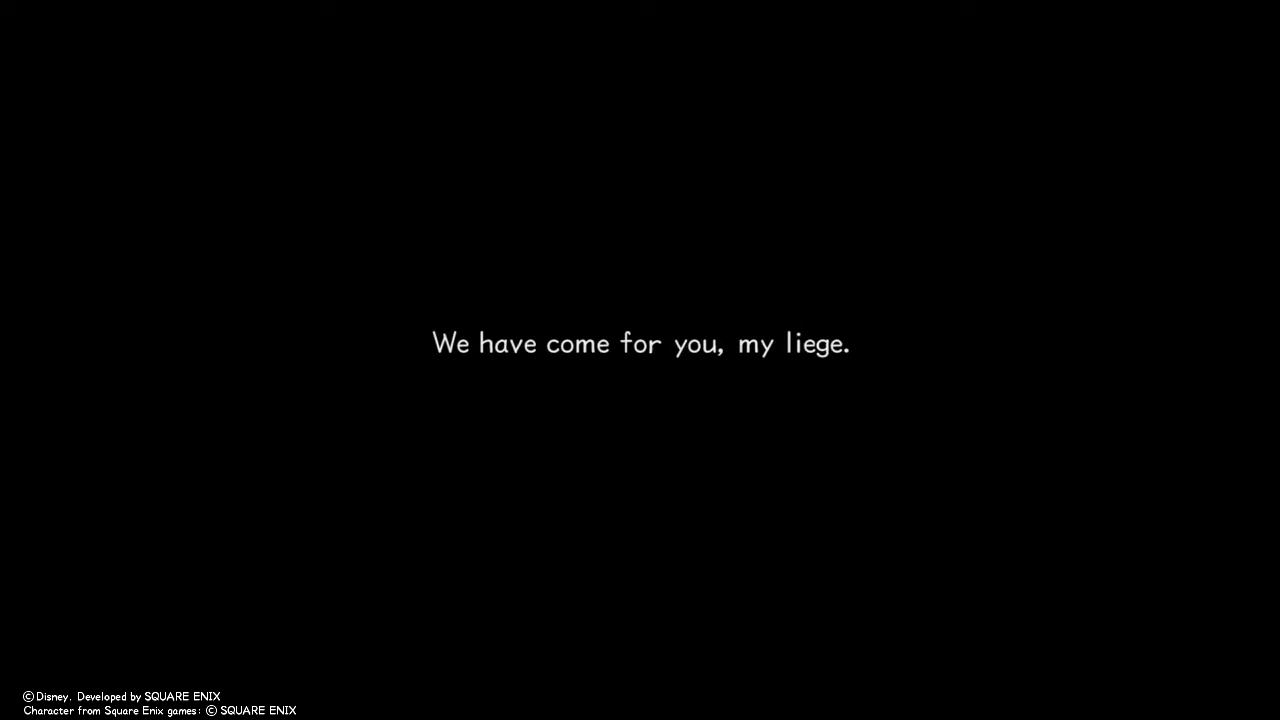 We have come for you, my liege.
©Disney. Developed by SQUARE ENIX
Character from Square Enix games: © SQUARE ENIX